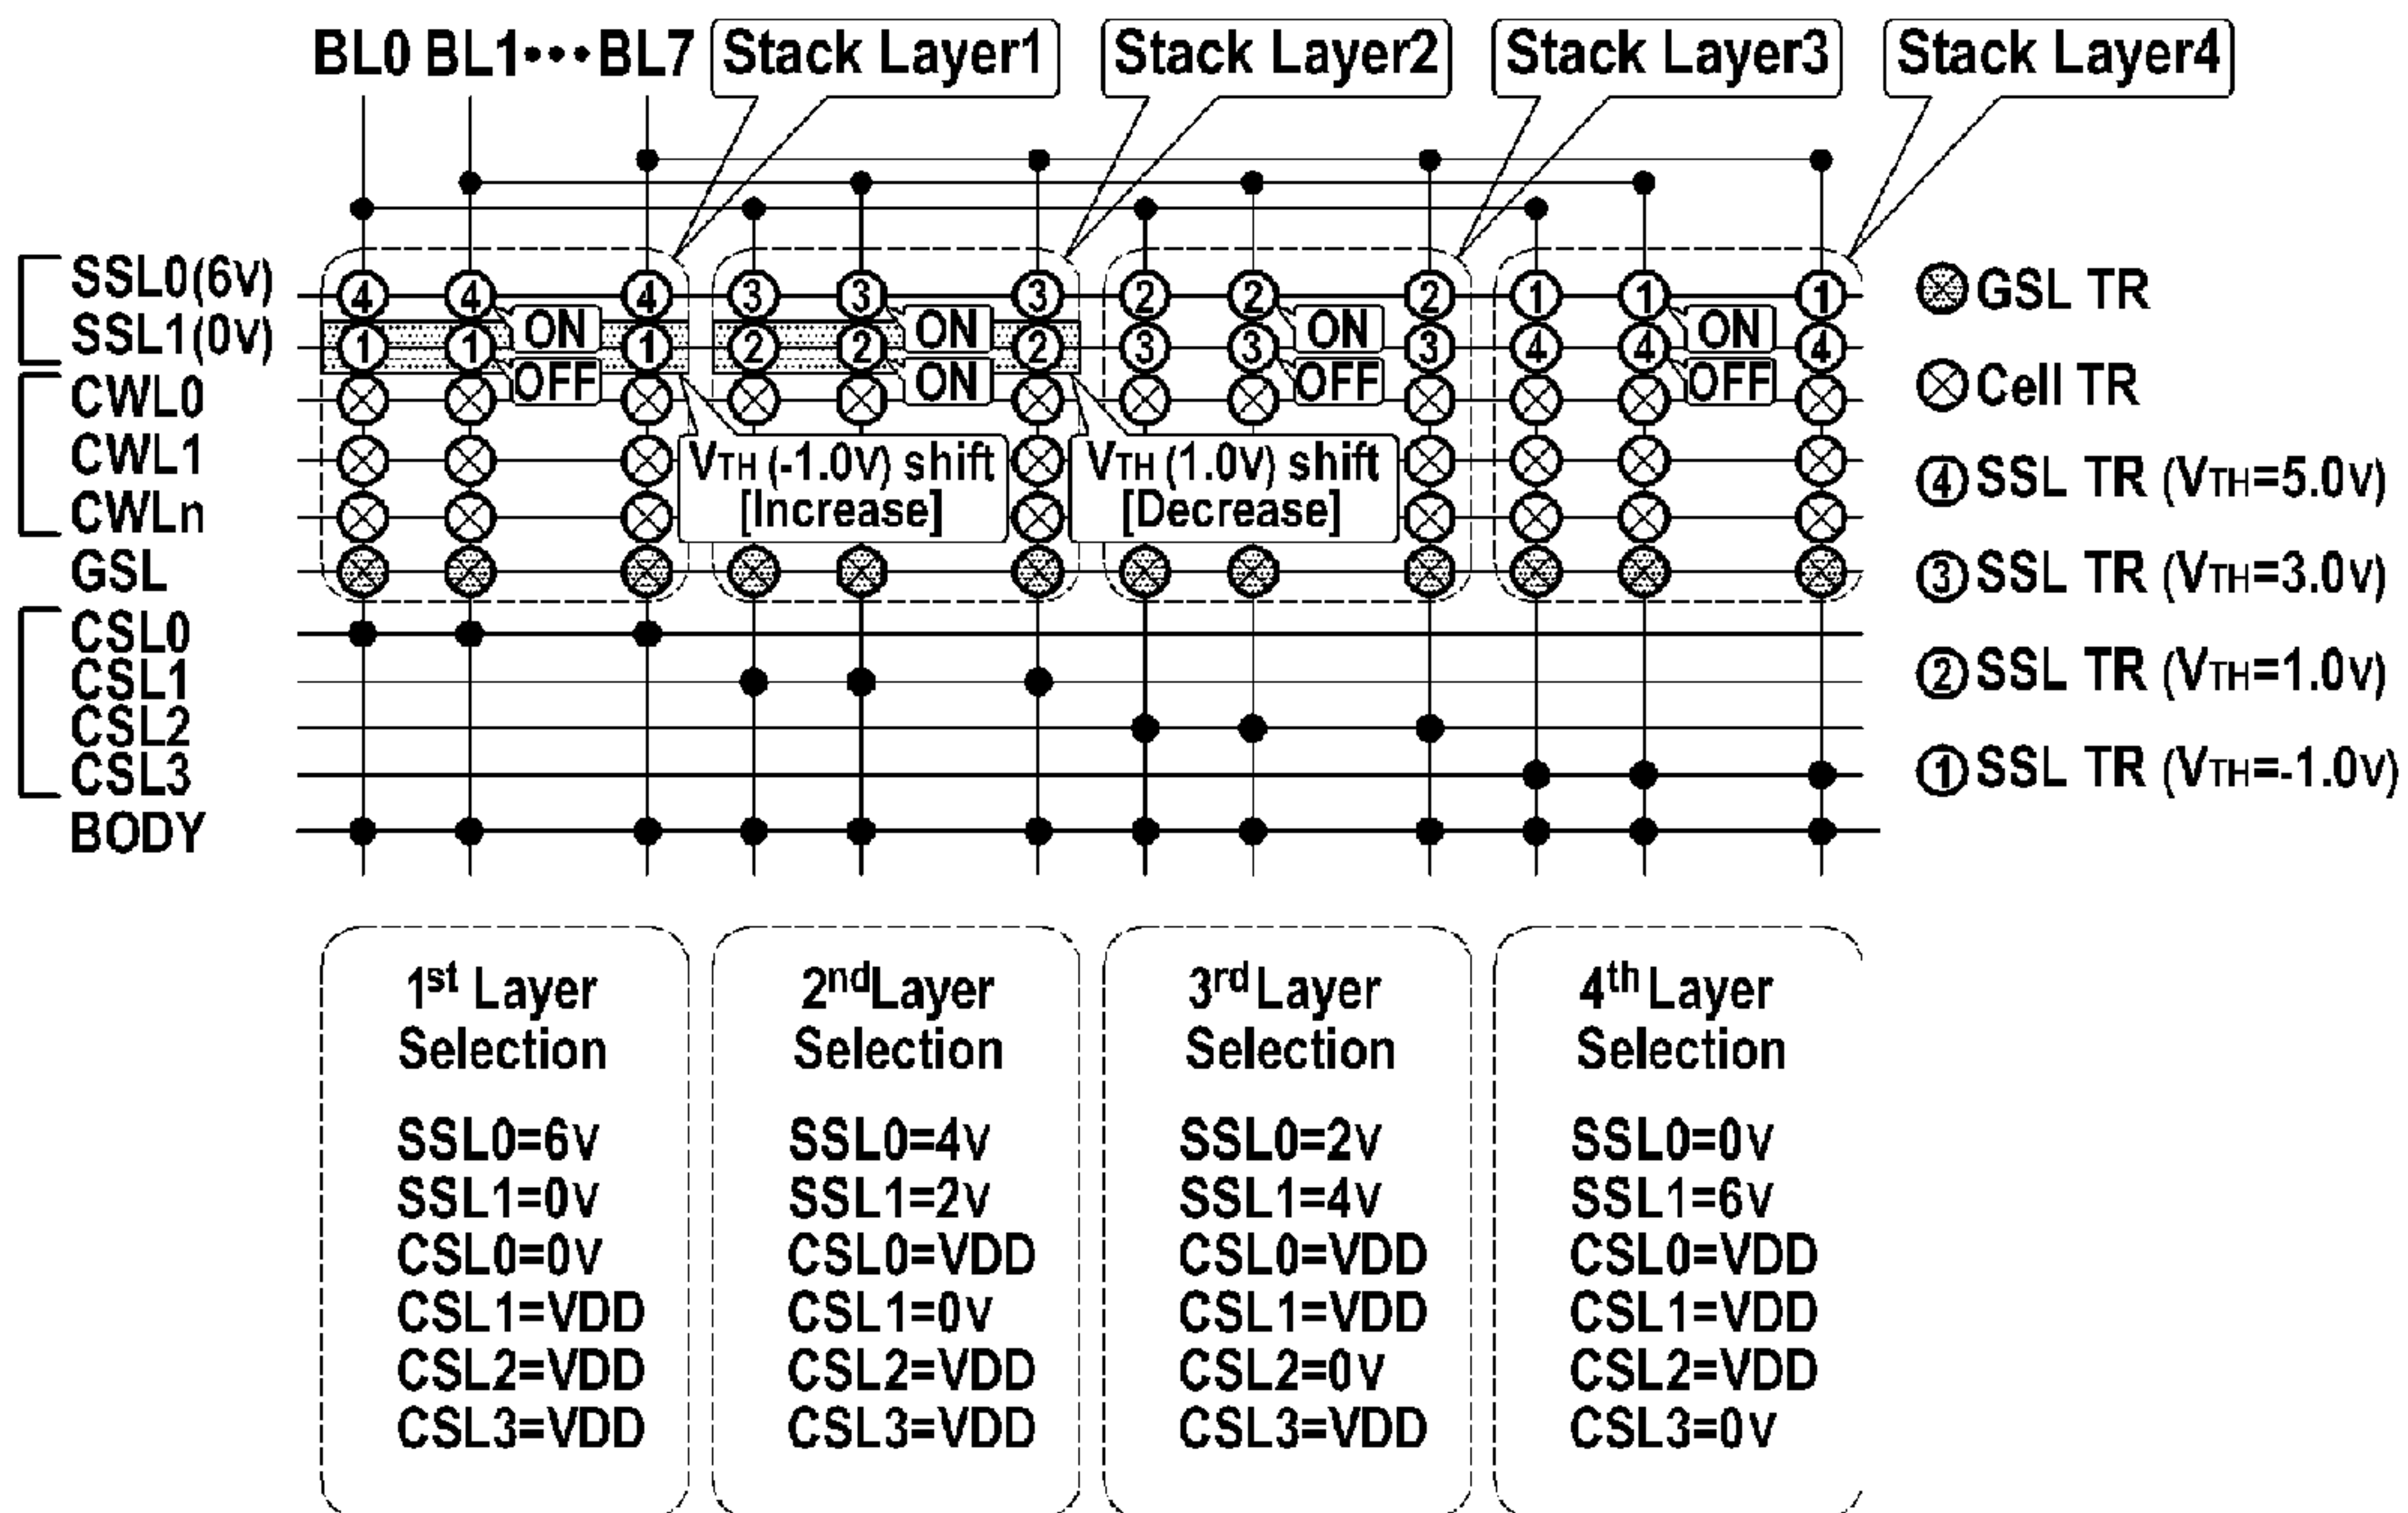 BL0 BL1 ••• BL7
Stack Layer1
Stack Layer2
Stack Layer3
Stack Layer4
SSL0(6V)
SSL1(0V)
CWL0
CWL1
CWLn
GSL
CSL0
CSL1
CSL2
CSL3
BODY
4 4 4 3 3 3 2 2 2 1 1 1
ON ON ON ON
1 1 1 2 2 2 3 3 3 4 4 4
OFF ON OFF OFF
VTH (-1.0V) shift
[Increase]
VTH (1.0V) shift
[Decrease]
GSL TR
Cell TR
④ SSL TR (VTH=5.0V)
③ SSL TR (VTH=3.0V)
② SSL TR (VTH=1.0V)
① SSL TR (VTH=-1.0V)
1st Layer
Selection
SSL0=6V
SSL1=0V
CSL0=0V
CSL1=VDD
CSL2=VDD
CSL3=VDD
2nd Layer
Selection
SSL0=4V
SSL1=2V
CSL0=VDD
CSL1=0V
CSL2=VDD
CSL3=VDD
3rd Layer
Selection
SSL0=2V
SSL1=4V
CSL0=VDD
CSL1=VDD
CSL2=0V
CSL3=VDD
4th Layer
Selection
SSL0=0V
SSL1=6V
CSL0=VDD
CSL1=VDD
CSL2=VDD
CSL3=0V